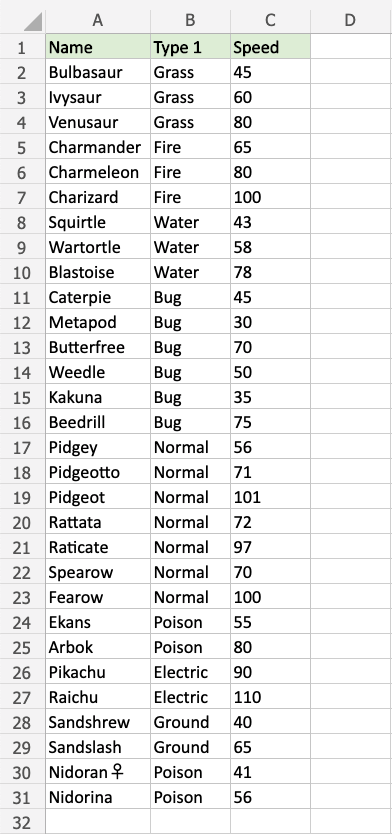 A B C D
1 Name Type 1 Speed
2 Bulbasaur Grass 45
3 Ivysaur Grass 60
4 Venusaur Grass 80
5 Charmander Fire 65
6 Charmeleon Fire 80
7 Charizard Fire 100
8 Squirtle Water 43
9 Wartortle Water 58
10 Blastoise Water 78
11 Caterpie Bug 45
12 Metapod Bug 30
13 Butterfree Bug 70
14 Weedle Bug 50
15 Kakuna Bug 35
16 Beedrill Bug 75
17 Pidgey Normal 56
18 Pidgeotto Normal 71
19 Pidgeot Normal 101
20 Rattata Normal 72
21 Raticate Normal 97
22 Spearow Normal 70
23 Fearow Normal 100
24 Ekans Poison 55
25 Arbok Poison 80
26 Pikachu Electric 90
27 Raichu Electric 110
28 Sandshrew Ground 40
29 Sandslash Ground 65
30 Nidoran♀ Poison 41
31 Nidorina Poison 56
32